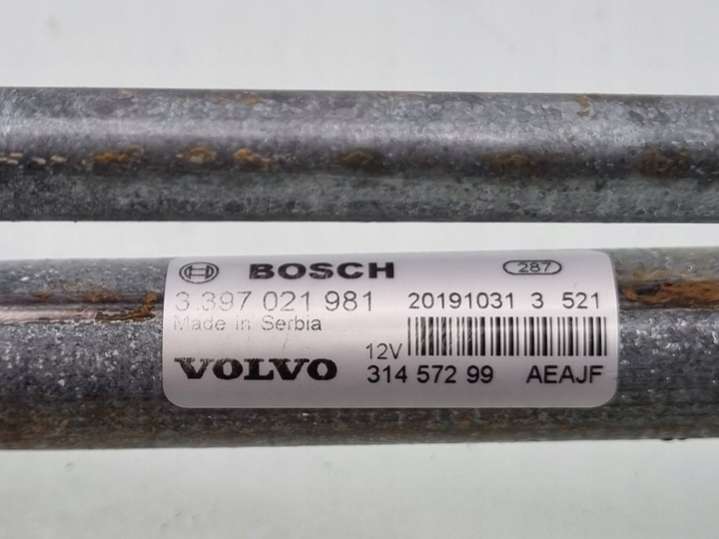 BOSCH 287
3 397 021 981 20191031 3 521
Made in Serbia
12V
VOLVO 314 572 99 AEAJF